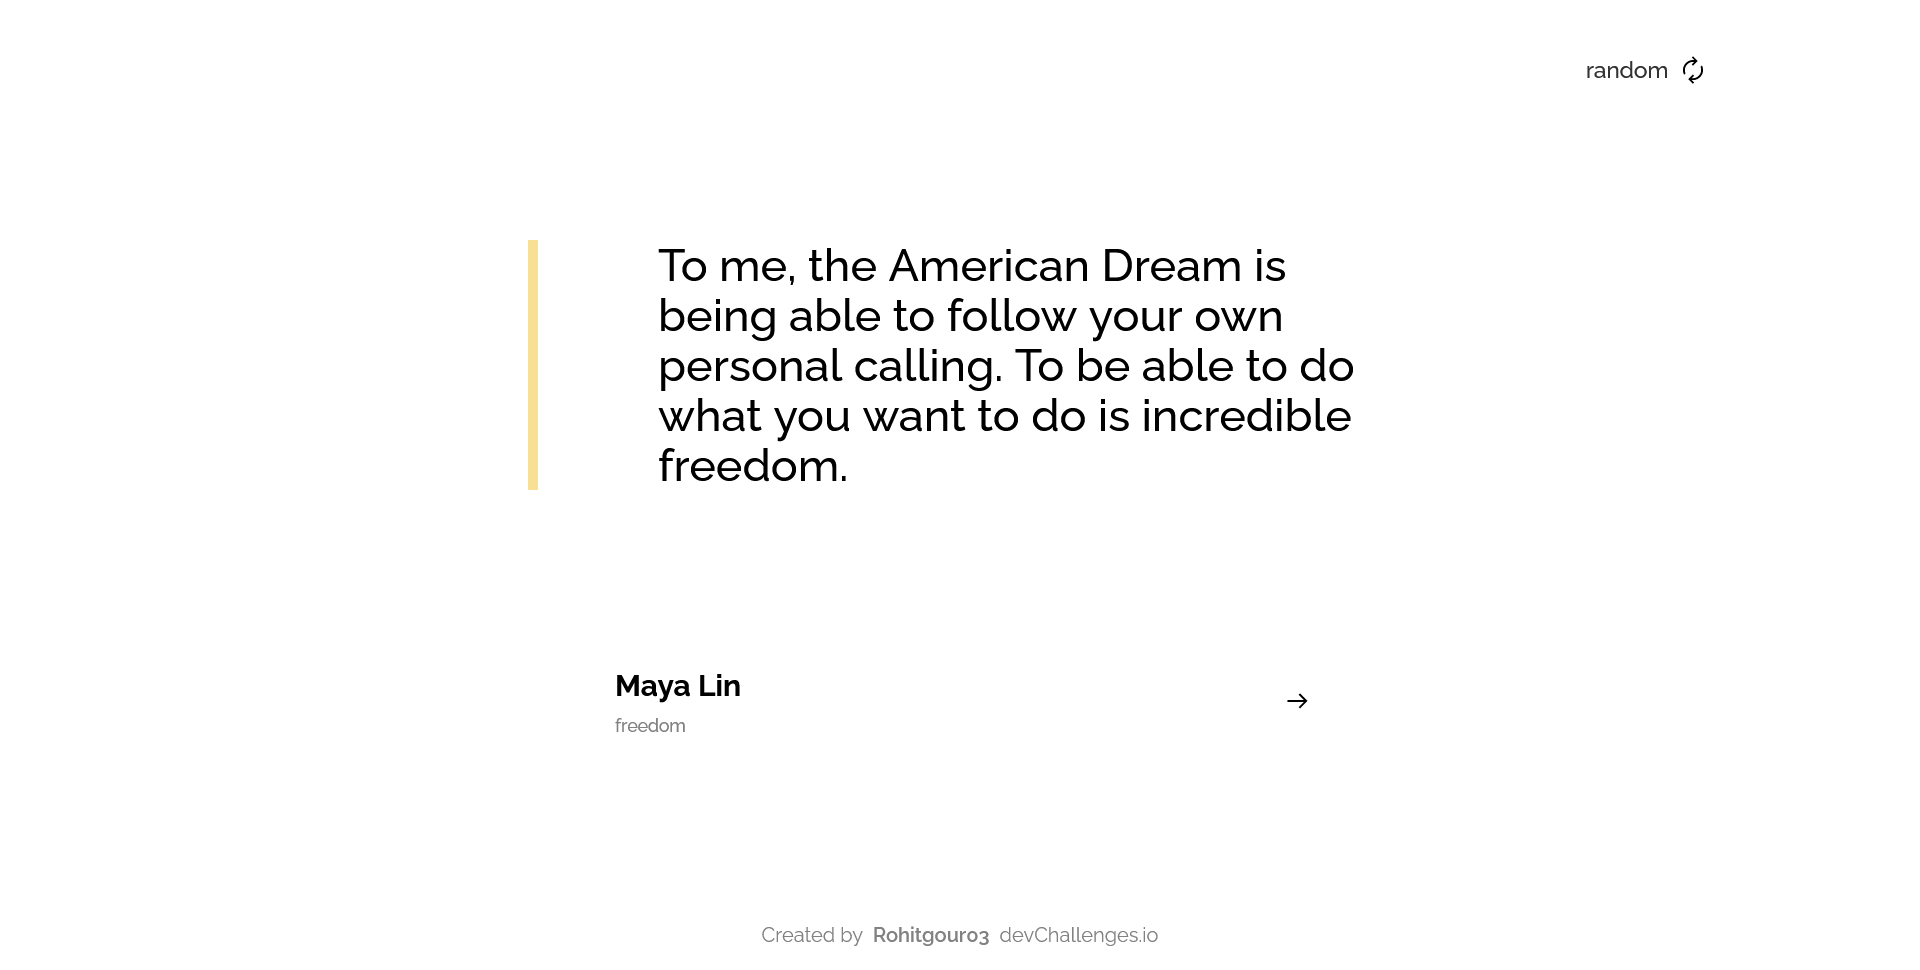 random
To me, the American Dream is
being able to follow your own
personal calling. To be able to do
what you want to do is incredible
freedom.
Maya Lin
freedom
Created by Rohitgour03 devChallenges.io